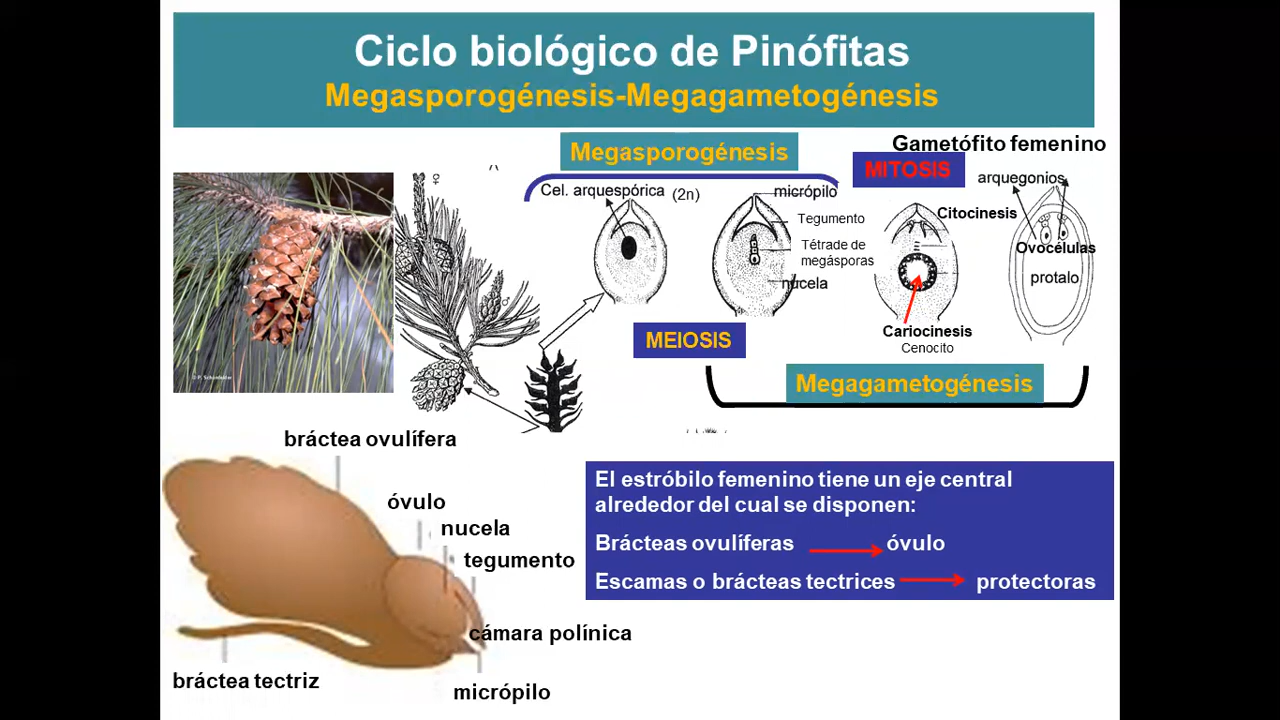 Ciclo biológico de Pinófitas
Megasporogénesis-Megagametogénesis
Gametófito femenino
Megasporogénesis
MITOSIS
arquegonios
Cel. arquespórica (2n)
micrópilo
Tegumento
Citocinesis
Tétrade de
megásporas
Ovocélulas
nucela
protalo
Cariocinesis
Cenocito
MEIOSIS
Megagametogénesis
♀
♂
bráctea ovulífera
óvulo
nucela
tegumento
cámara polínica
bráctea tectriz
micrópilo
El estróbilo femenino tiene un eje central
alrededor del cual se disponen:
Brácteas ovulíferas óvulo
Escamas o brácteas tectrices protectoras